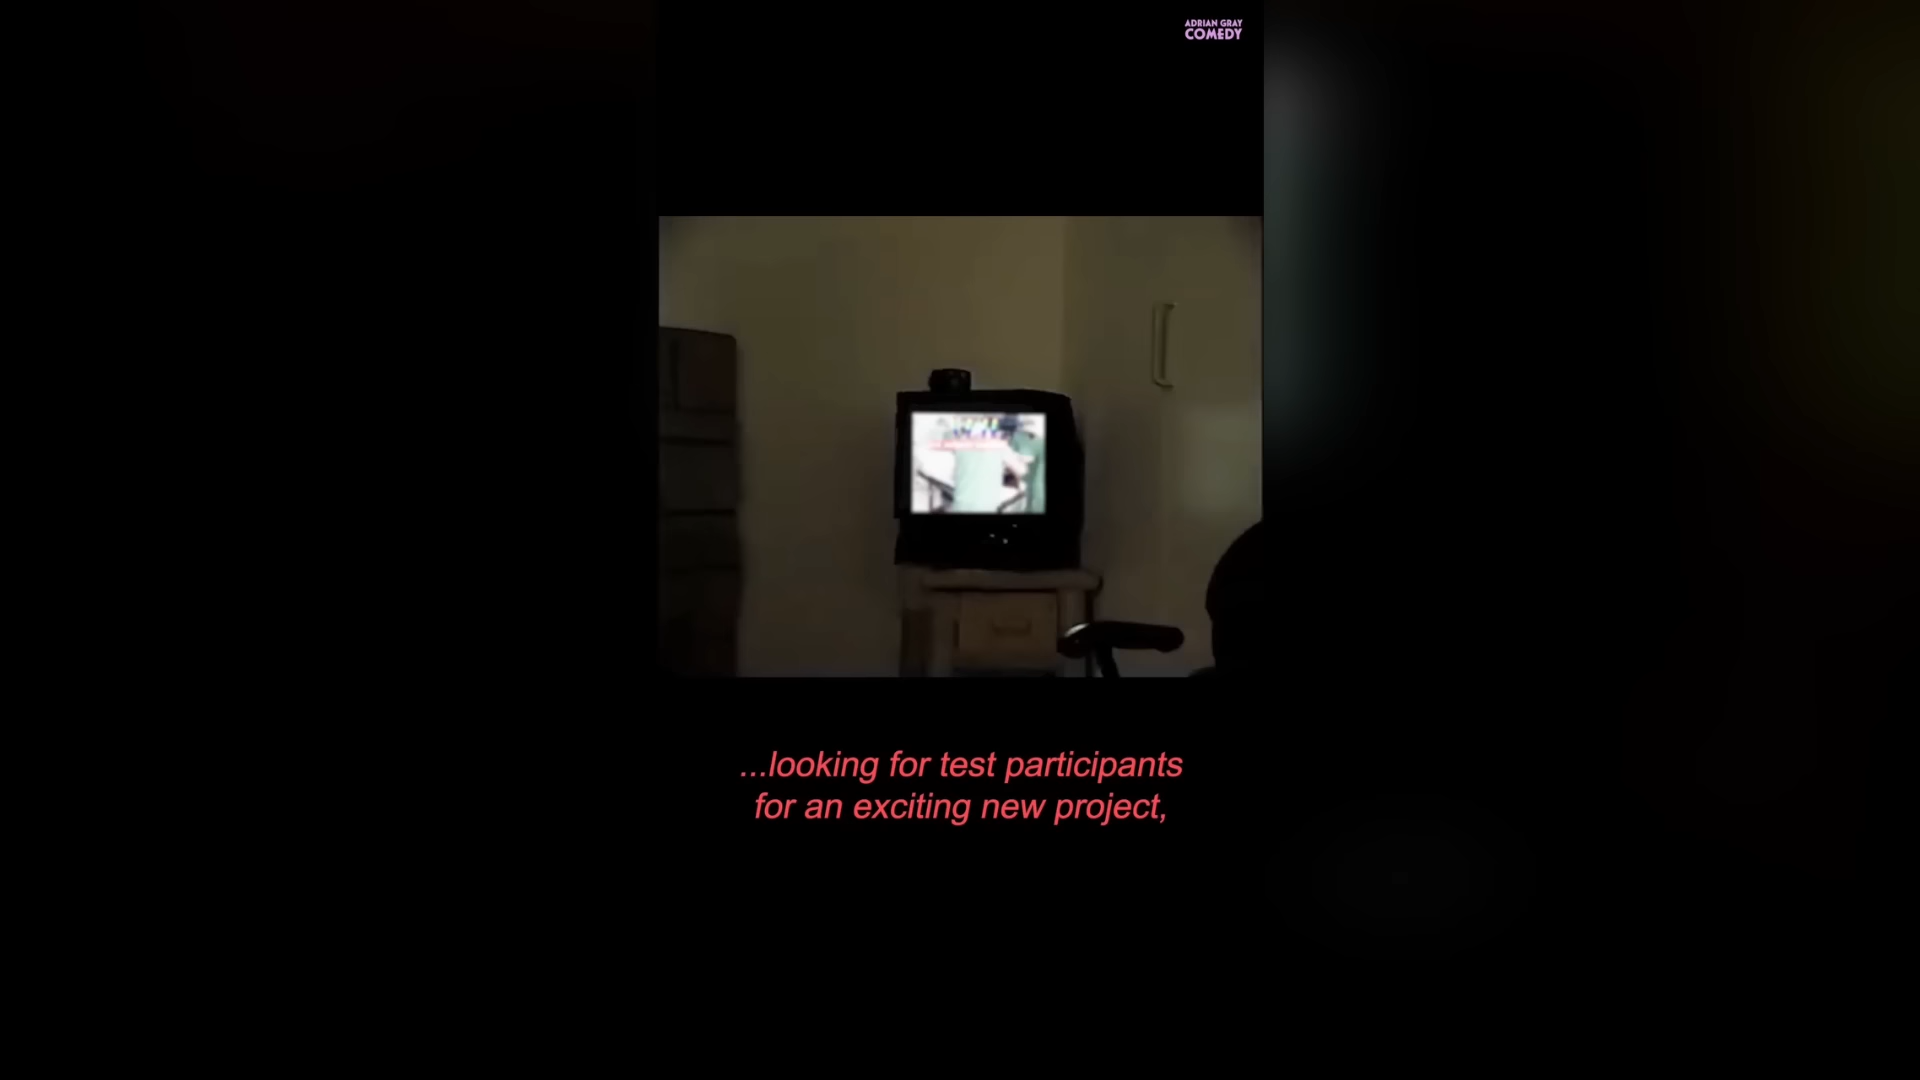 ADRIAN GRAY
COMEDY
...looking for test participants
for an exciting new project,